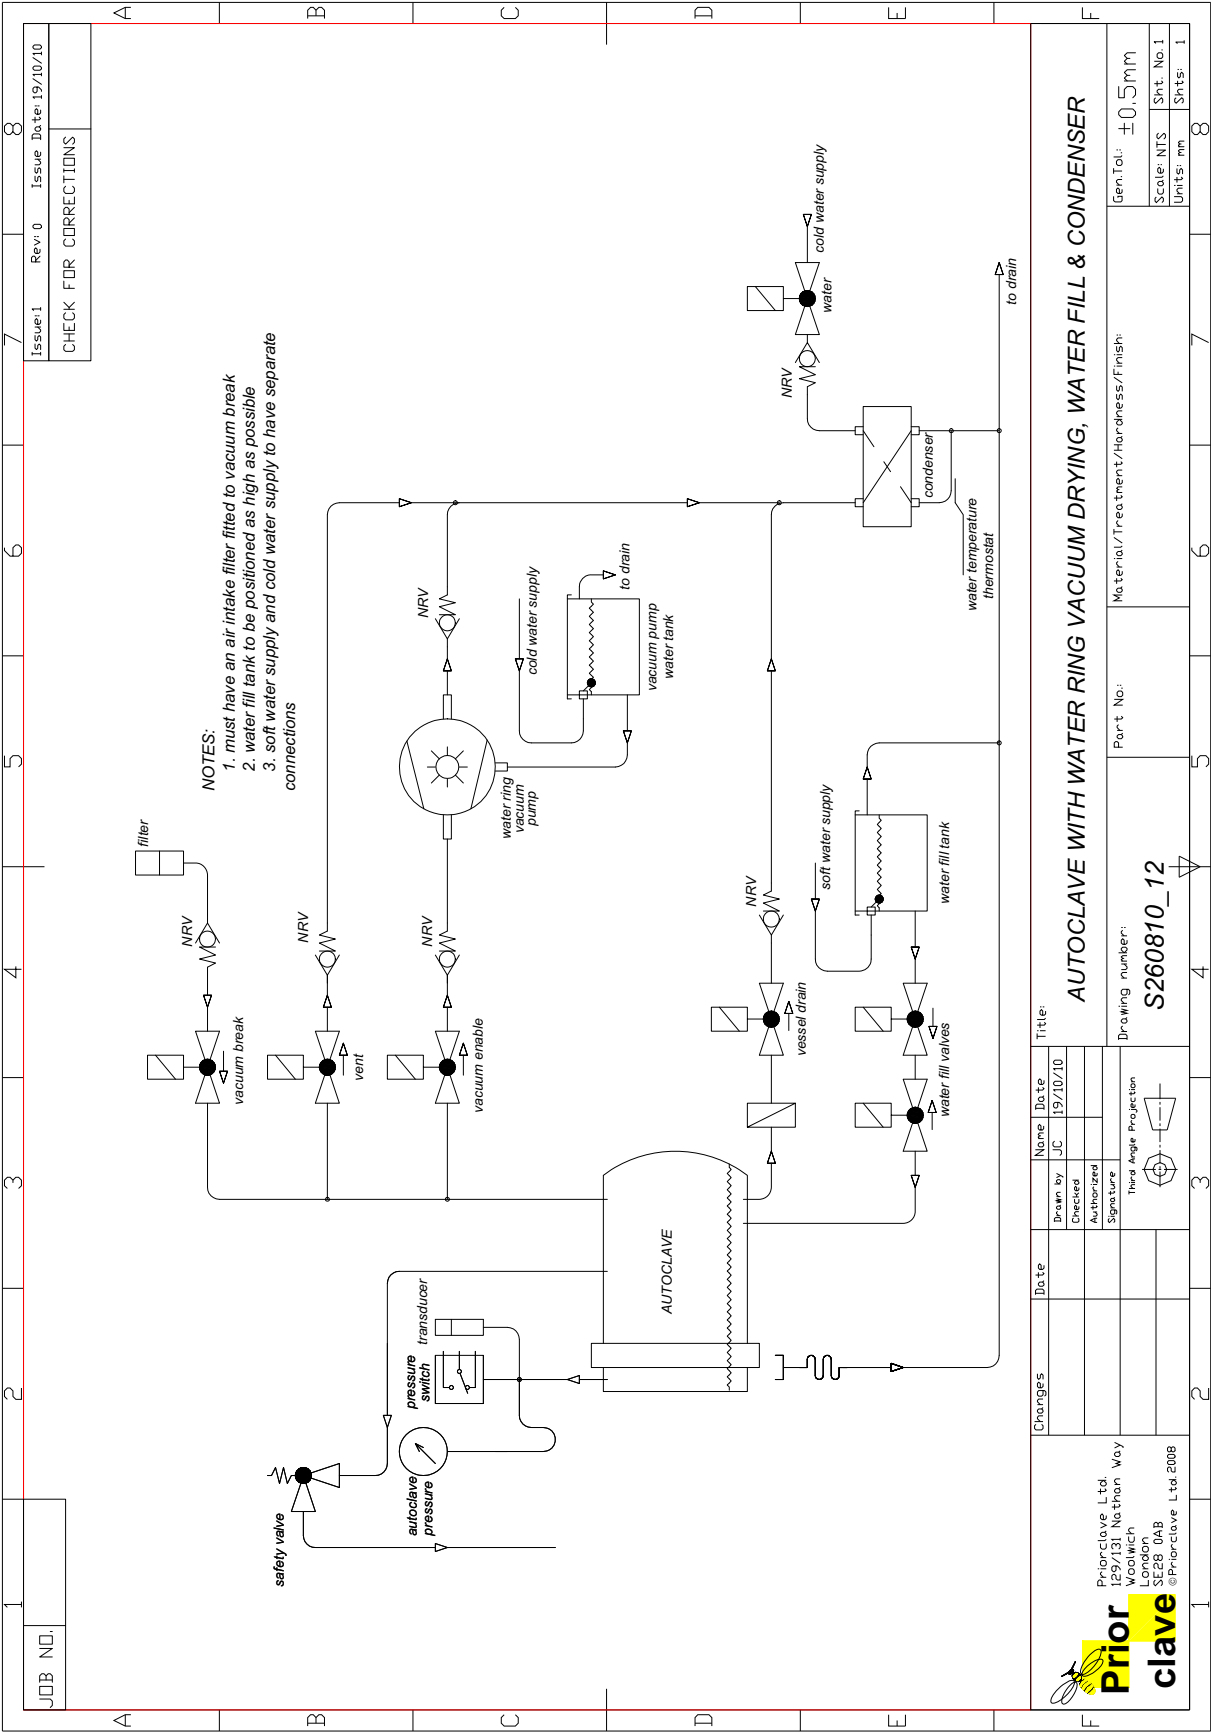 1
2
3
4
5
6
7
8
A
B
C
D
E
F
JOB NO.
Issue:1 Rev: 0 Issue Date: 19/10/10
CHECK FOR CORRECTIONS
NOTES:
1. must have an air intake filter fitted to vacuum break
2. water fill tank to be positioned as high as possible
3. soft water supply and cold water supply to have separate
connections
filter
NRV
vacuum break
NRV
vent
NRV
vacuum enable
water ring
vacuum
pump
NRV
cold water supply
to drain
vacuum pump
water tank
safety valve
autoclave
pressure
pressure
switch
transducer
AUTOCLAVE
NRV
vessel drain
soft water supply
water fill tank
water fill valves
NRV
water
cold water supply
condenser
water temperature
thermostat
to drain
Prior
clave
Priorclave Ltd.
129/131 Nathan Way
Woolwich
London
SE28 0AB
©Priorclave Ltd. 2008
Changes
Date
Name
Date
Drawn by
JC
19/10/10
Checked
Authorized
Signature
Third Angle Projection
Title:
AUTOCLAVE WITH WATER RING VACUUM DRYING, WATER FILL & CONDENSER
Drawing number:
S260810_12
Part No.:
Material/Treatment/Hardness/Finish:
Gen.Tol.: ±0.5mm
Scale: NTS
Sht. No. 1
Units: mm
Shts: 1
A
B
C
D
E
F
1
2
3
4
5
6
7
8